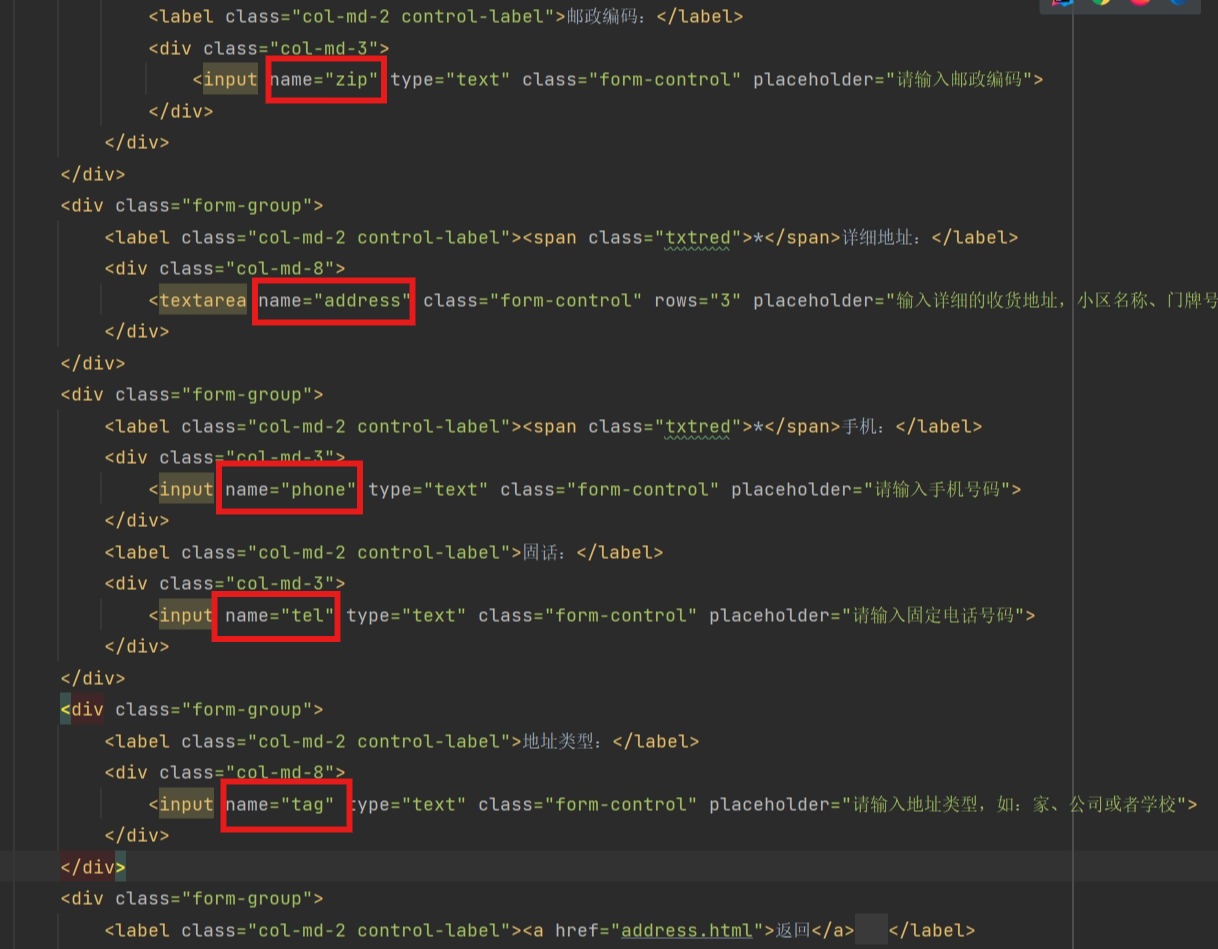 <label class="col-md-2 control-label">邮政编码：</label>
<div class="col-md-3">
<input name="zip" type="text" class="form-control" placeholder="请输入邮政编码">
</div>
</div>
</div>
<div class="form-group">
<label class="col-md-2 control-label"><span class="txtred">*</span>详细地址：</label>
<div class="col-md-8">
<textarea name="address" class="form-control" rows="3" placeholder="输入详细的收货地址，小区名称、门牌号
</div>
</div>
<div class="form-group">
<label class="col-md-2 control-label"><span class="txtred">*</span>手机：</label>
<div class="col-md-3">
<input name="phone" type="text" class="form-control" placeholder="请输入手机号码">
</div>
<label class="col-md-2 control-label">固话：</label>
<div class="col-md-3">
<input name="tel" type="text" class="form-control" placeholder="请输入固定电话号码">
</div>
</div>
<div class="form-group">
<label class="col-md-2 control-label">地址类型：</label>
<div class="col-md-8">
<input name="tag" type="text" class="form-control" placeholder="请输入地址类型，如：家、公司或者学校">
</div>
</div>
<div class="form-group">
<label class="col-md-2 control-label"><a href="address.html">返回</a> </label>